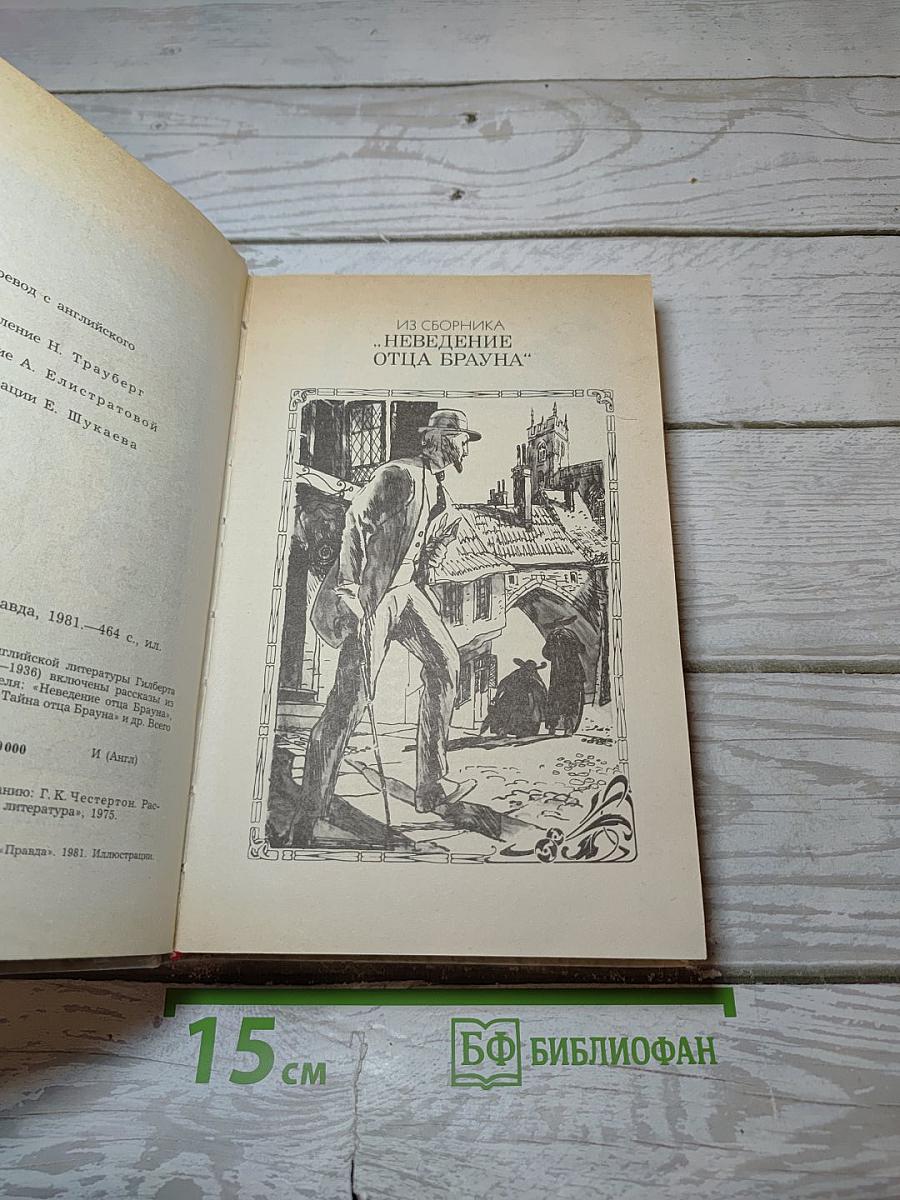 ревод с английского
ление Н. Трауберг
ие А. Елистратовой
ации Е. Шукаева
авда, 1981.—464 с., ил.
глийской литературы Гилберта
—1936) включены рассказы из
еля: «Неведение отца Брауна»,
Тайна отца Брауна» и др. Всего
0000
И (Англ)
анию: Г. К. Честертон. Рас-
литература», 1975.
«Правда». 1981. Иллюстрации.
ИЗ СБОРНИКА
„НЕВЕДЕНИЕ
ОТЦА БРАУНА“
15 см
БФ БИБЛИОФАН